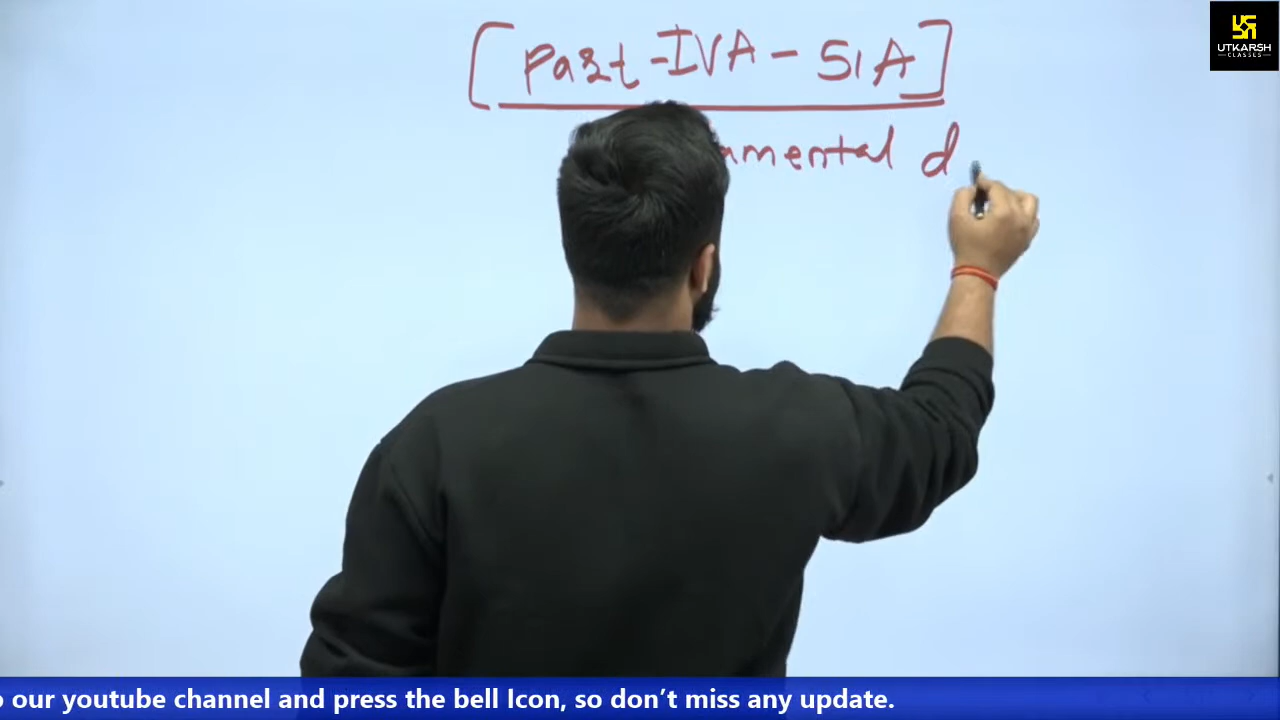 [Part-IVA - 51A]
amental d
UTKARSH
CLASSES
our youtube channel and press the bell Icon, so don't miss any update.